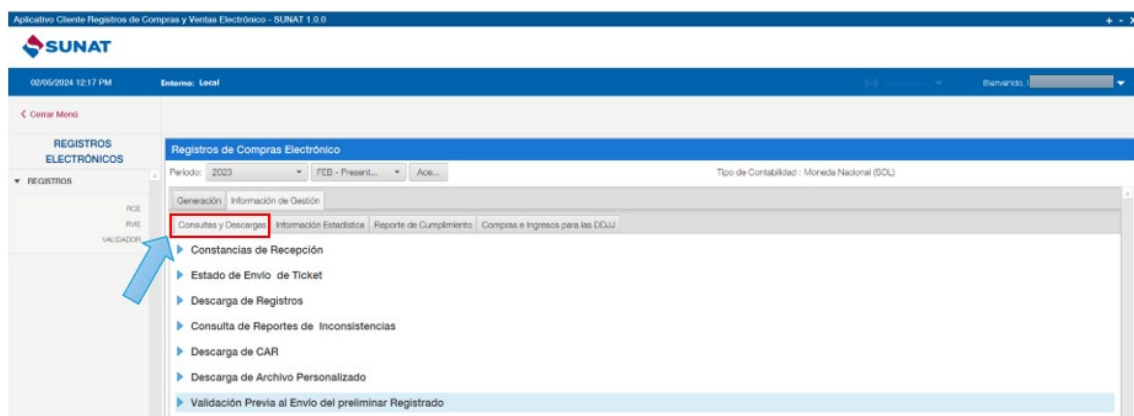 Aplicativo Cliente Registros de Compras y Ventas Electrónico - SUNAT 1.0.0 + - X
SUNAT
02/05/2024 12:17 PM Entorno: Local Bienvenido,
Cerrar Menú
REGISTROS
ELECTRÓNICOS
Registros de Compras Electrónico
Periodo: 2023 FEB - Present... Ace... Tipo de Contabilidad : Moneda Nacional (SOL)
REGISTROS
Generación Información de Gestión
RCE
RVIE
VALIDADOR
Consultas y Descargas Información Estadística Reporte de Cumplimiento Compras e Ingresos para las DDJJ
Constancias de Recepción
Estado de Envío de Ticket
Descarga de Registros
Consulta de Reportes de Inconsistencias
Descarga de CAR
Descarga de Archivo Personalizado
Validación Previa al Envío del preliminar Registrado